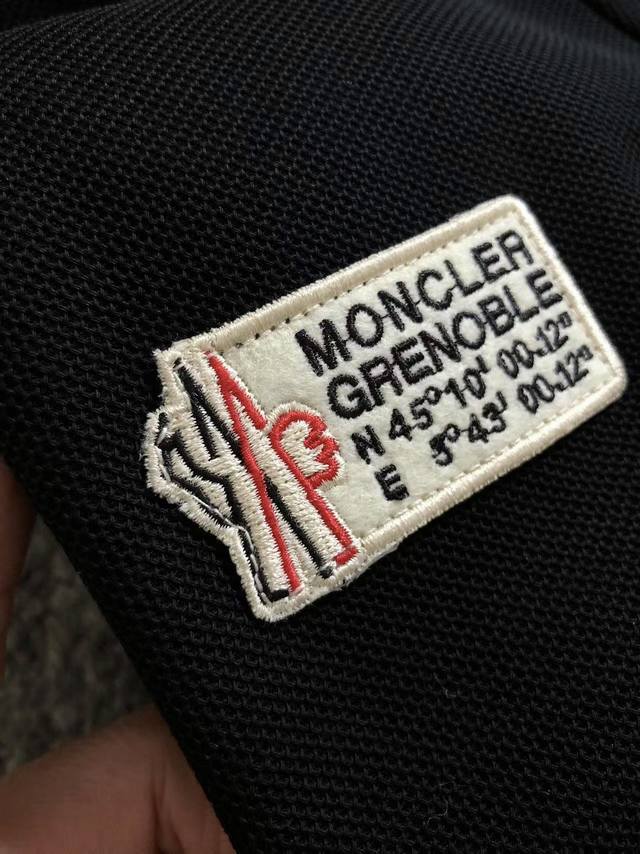 MONCLER
GRENOBLE
N 45°10' 00.12"
E 5°43' 00.12"